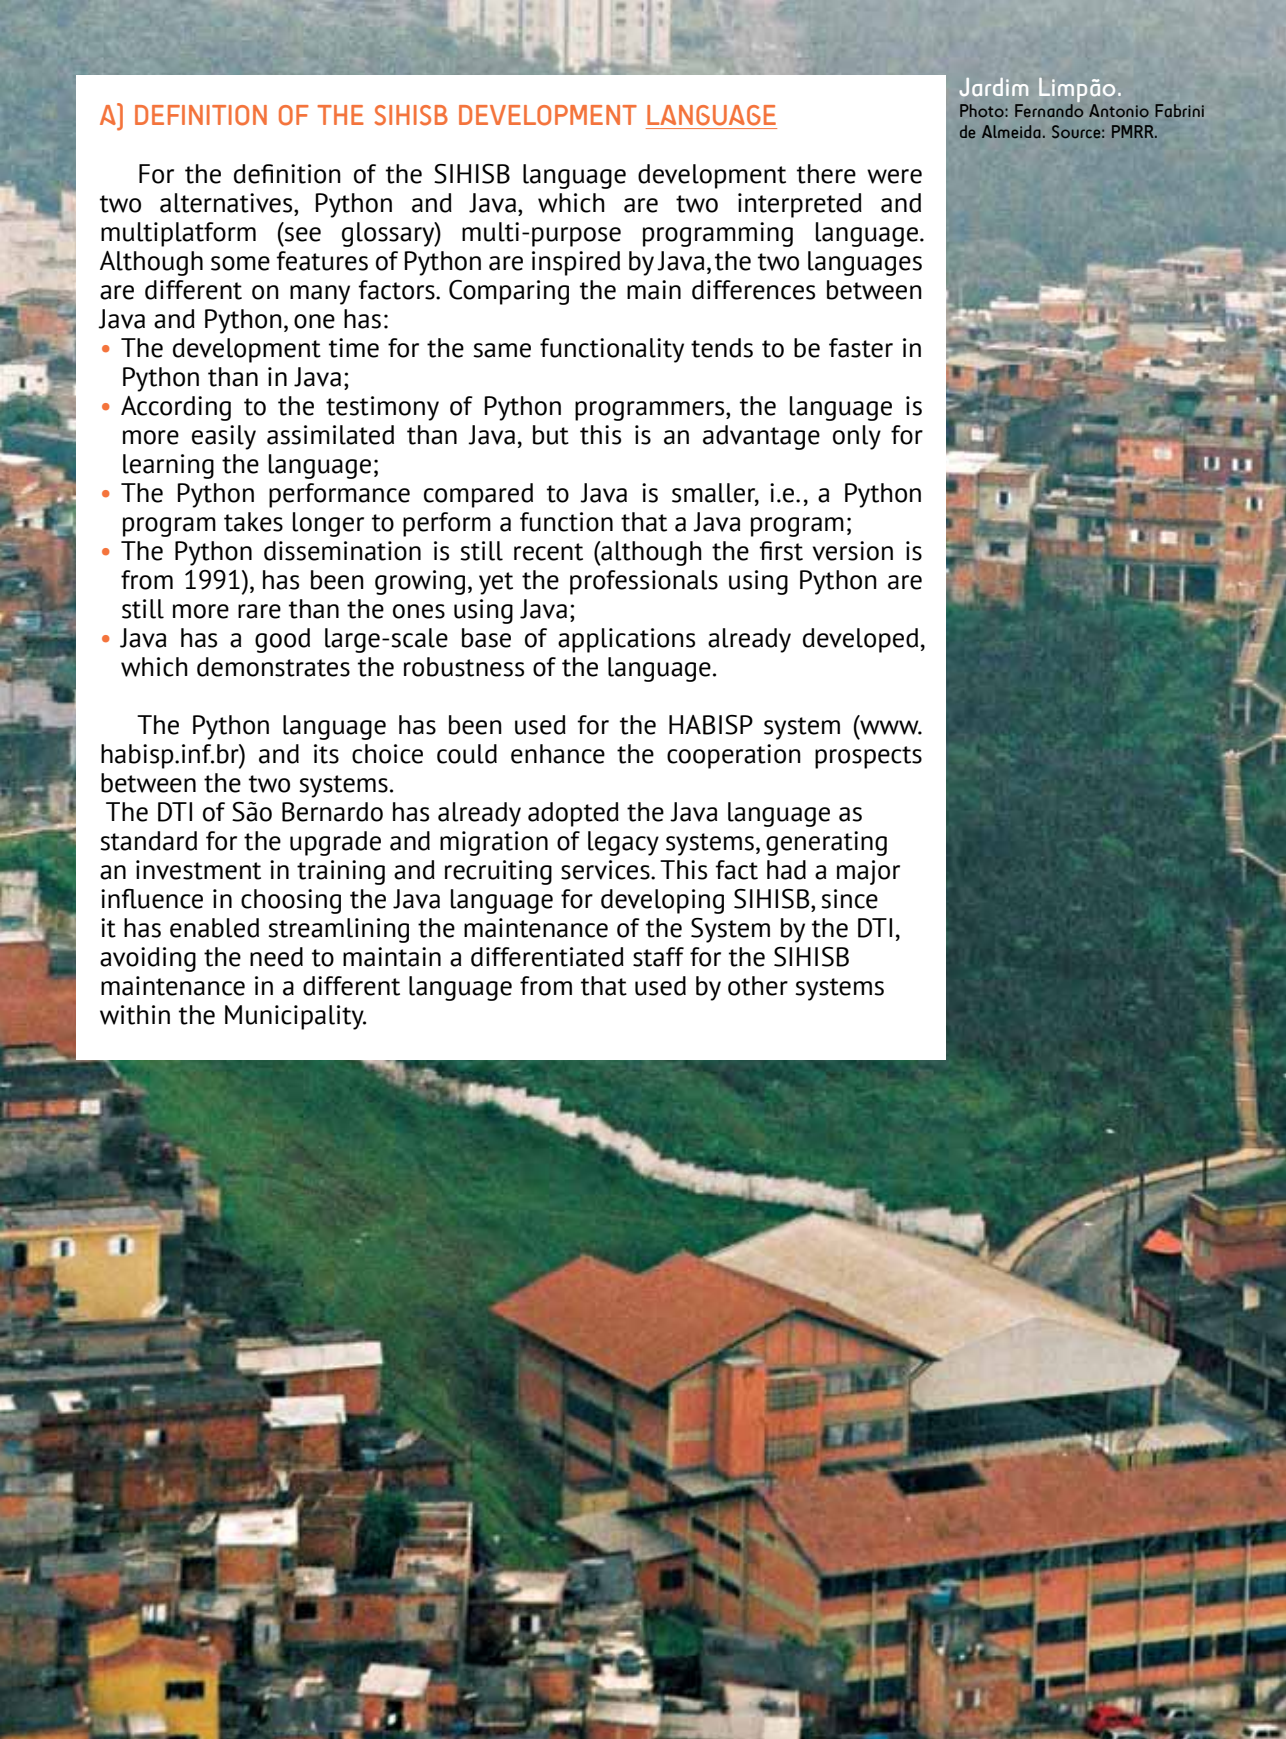 A) DEFINITION OF THE SIHISB DEVELOPMENT LANGUAGE
For the definition of the SIHISB language development there were
two alternatives, Python and Java, which are two interpreted and
multiplatform (see glossary) multi-purpose programming language.
Although some features of Python are inspired by Java, the two languages
are different on many factors. Comparing the main differences between
Java and Python, one has:
• The development time for the same functionality tends to be faster in
Python than in Java;
• According to the testimony of Python programmers, the language is
more easily assimilated than Java, but this is an advantage only for
learning the language;
• The Python performance compared to Java is smaller, i.e., a Python
program takes longer to perform a function that a Java program;
• The Python dissemination is still recent (although the first version is
from 1991), has been growing, yet the professionals using Python are
still more rare than the ones using Java;
• Java has a good large-scale base of applications already developed,
which demonstrates the robustness of the language.
The Python language has been used for the HABISP system (www.
habisp.inf.br) and its choice could enhance the cooperation prospects
between the two systems.
The DTI of São Bernardo has already adopted the Java language as
standard for the upgrade and migration of legacy systems, generating
an investment in training and recruiting services. This fact had a major
influence in choosing the Java language for developing SIHISB, since
it has enabled streamlining the maintenance of the System by the DTI,
avoiding the need to maintain a differentiated staff for the SIHISB
maintenance in a different language from that used by other systems
within the Municipality.
Jardim Limpão.
Photo: Fernando Antonio Fabrini
de Almeida. Source: PMRR.